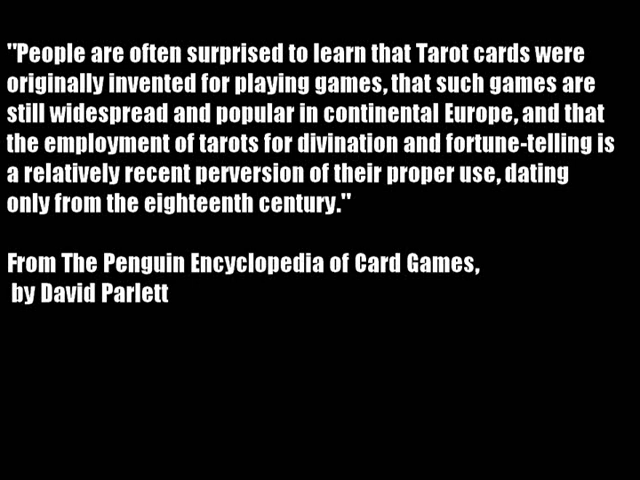 "People are often surprised to learn that Tarot cards were
originally invented for playing games, that such games are
still widespread and popular in continental Europe, and that
the employment of tarots for divination and fortune-telling is
a relatively recent perversion of their proper use, dating
only from the eighteenth century."
From The Penguin Encyclopedia of Card Games,
by David Parlett